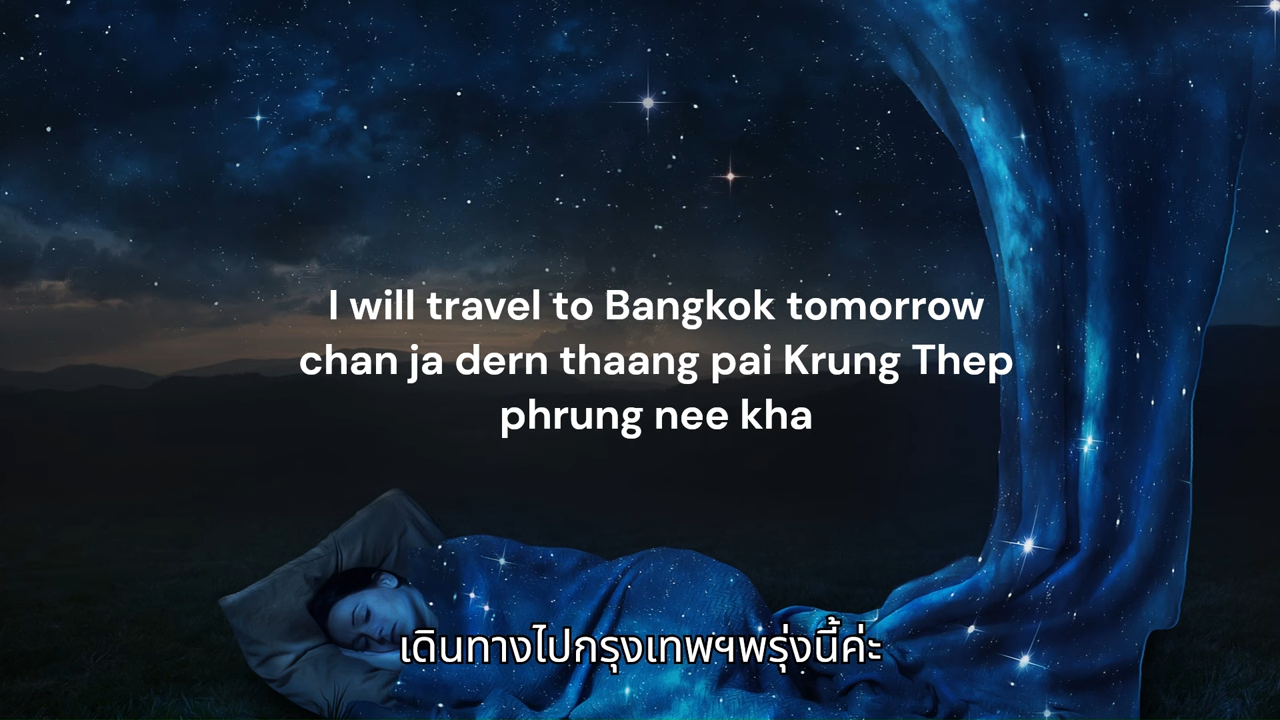 I will travel to Bangkok tomorrow
chan ja dern thaang pai Krung Thep
phrung nee kha
เดินทางไปกรุงเทพฯพรุ่งนี้ค่ะ